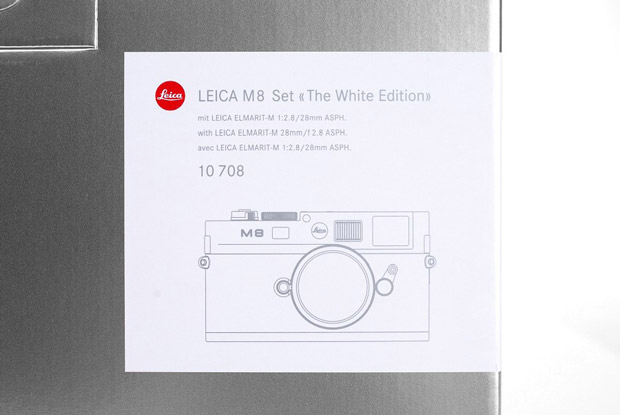 Leica
LEICA M8 Set «The White Edition»
mit LEICA ELMARIT-M 1:2.8/28mm ASPH.
with LEICA ELMARIT-M 28mm/f 2.8 ASPH.
avec LEICA ELMARIT-M 1:2.8/28mm ASPH.
10 708
M8
Leica